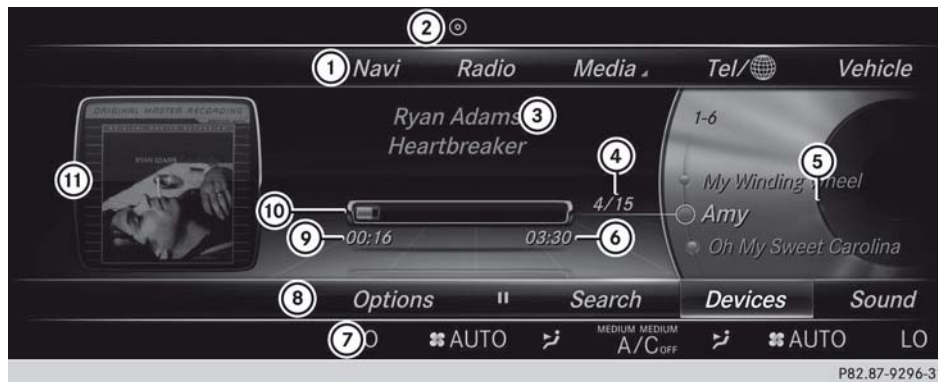 2
1 Navi Radio Media Tel/ Vehicle
ORIGINAL MASTER RECORDING
RYAN ADAMS
11
Ryan Adams 3
Heartbreaker
4
4/15
10
9 00:16 03:30 6
1-6
5
My Winding Wheel
Amy
Oh My Sweet Carolina
8 Options II Search Devices Sound
7 O AUTO MEDIUM MEDIUM A/C OFF AUTO LO
P82.87-9296-31